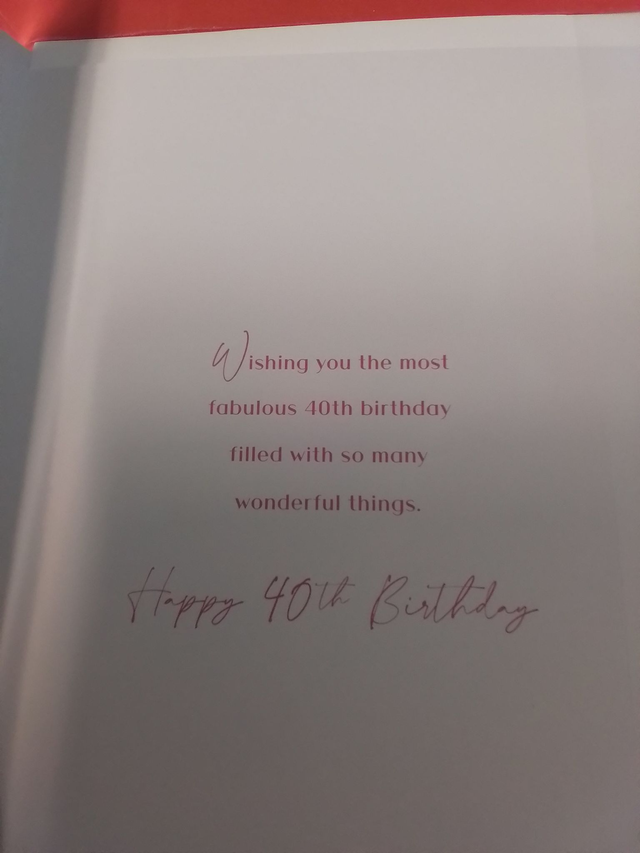 Wishing you the most
fabulous 40th birthday
filled with so many
wonderful things.
Happy 40th Birthday